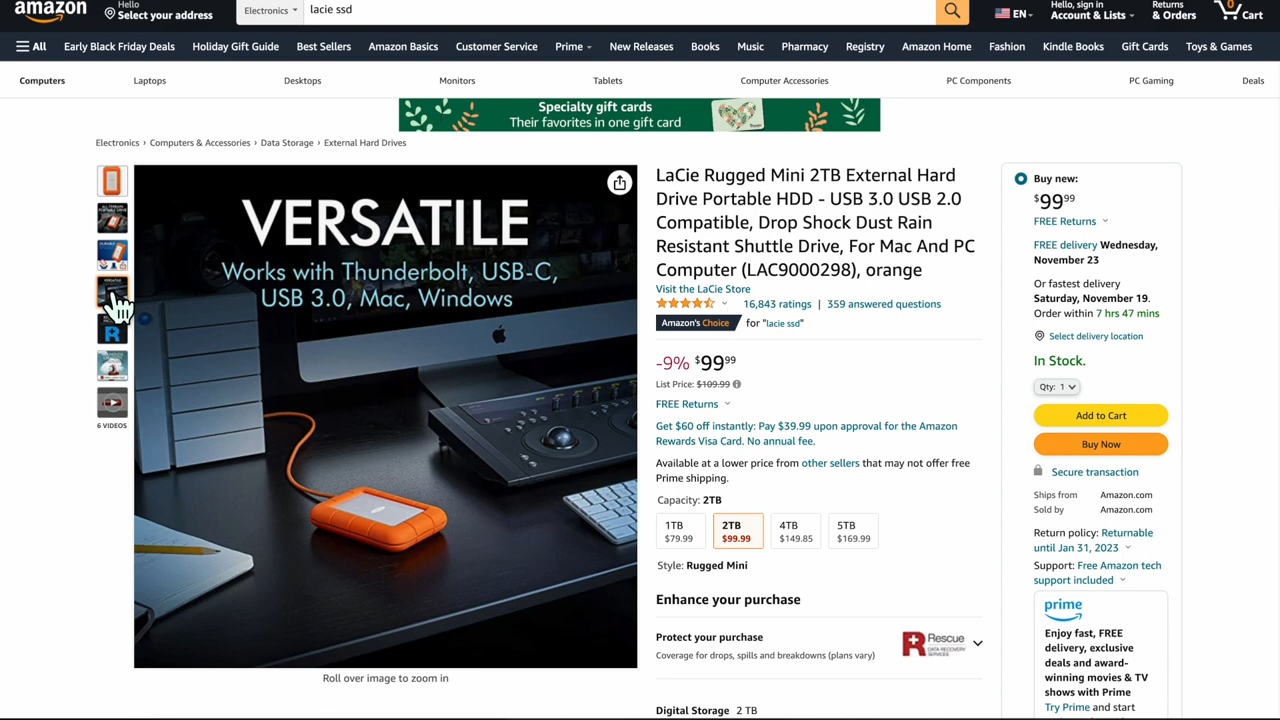 amazon
Hello
Select your address
Electronics
lacie ssd
EN
Hello, sign in
Account & Lists
Returns
& Orders
0
Cart
All
Early Black Friday Deals
Holiday Gift Guide
Best Sellers
Amazon Basics
Customer Service
Prime
New Releases
Books
Music
Pharmacy
Registry
Amazon Home
Fashion
Kindle Books
Gift Cards
Toys & Games
Computers
Laptops
Desktops
Monitors
Tablets
Computer Accessories
PC Components
PC Gaming
Deals
Specialty gift cards
Their favorites in one gift card
Electronics › Computers & Accessories › Data Storage › External Hard Drives
6 VIDEOS
VERSATILE
Works with Thunderbolt, USB-C,
USB 3.0, Mac, Windows
Roll over image to zoom in
LaCie Rugged Mini 2TB External Hard
Drive Portable HDD - USB 3.0 USB 2.0
Compatible, Drop Shock Dust Rain
Resistant Shuttle Drive, For Mac And PC
Computer (LAC9000298), orange
Visit the LaCie Store
16,843 ratings | 359 answered questions
Amazon's Choice for "lacie ssd"
-9% $9999
List Price: $109.99
FREE Returns
Get $60 off instantly: Pay $39.99 upon approval for the Amazon
Rewards Visa Card. No annual fee.
Available at a lower price from other sellers that may not offer free
Prime shipping.
Capacity: 2TB
1TB
$79.99
2TB
$99.99
4TB
$149.85
5TB
$169.99
Style: Rugged Mini
Enhance your purchase
Protect your purchase
Coverage for drops, spills and breakdowns (plans vary)
Rescue
DATA RECOVERY
SERVICES
Digital Storage 2 TB
Buy new:
$9999
FREE Returns
FREE delivery Wednesday,
November 23
Or fastest delivery
Saturday, November 19.
Order within 7 hrs 47 mins
Select delivery location
In Stock.
Qty: 1
Add to Cart
Buy Now
Secure transaction
Ships from Amazon.com
Sold by Amazon.com
Return policy: Returnable
until Jan 31, 2023
Support: Free Amazon tech
support included
prime
Enjoy fast, FREE
delivery, exclusive
deals and award-
winning movies & TV
shows with Prime
Try Prime and start